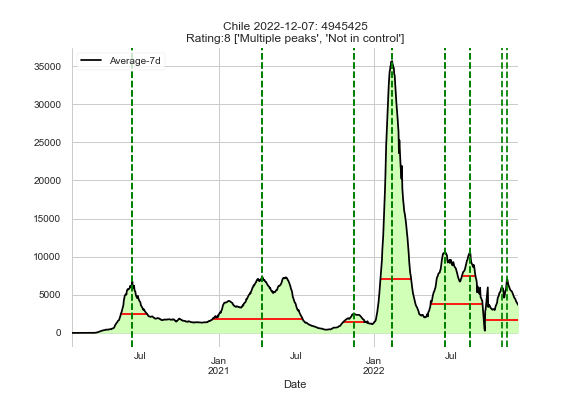 Chile 2022-12-07: 4945425
Rating:8 ['Multiple peaks', 'Not in control']
Average-7d
35000
30000
25000
20000
15000
10000
5000
0
Jul
Jan
2021
Jul
Jan
2022
Jul
Date